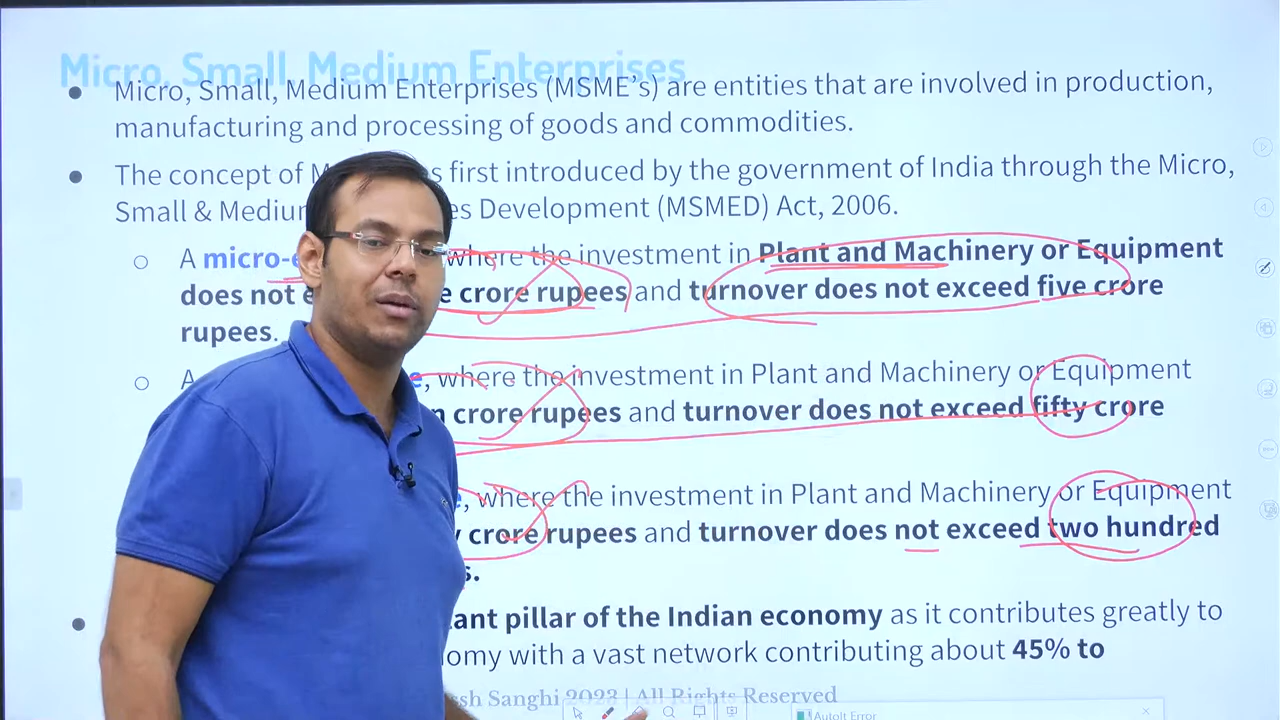 Micro, Small, Medium Enterprises
● Micro, Small, Medium Enterprises (MSME's) are entities that are involved in production,
manufacturing and processing of goods and commodities.
● The concept of M s first introduced by the government of India through the Micro,
Small & Medium es Development (MSMED) Act, 2006.
○ A micro-e where the investment in Plant and Machinery or Equipment
does not e e crore rupees and turnover does not exceed five crore
rupees.
○ A e, where the investment in Plant and Machinery or Equipment
n crore rupees and turnover does not exceed fifty crore
e, where the investment in Plant and Machinery or Equipment
y crore rupees and turnover does not exceed two hundred
s.
● ant pillar of the Indian economy as it contributes greatly to
nomy with a vast network contributing about 45% to
sh Sanghi 2023 | All Rights Reserved
AutoIt Error